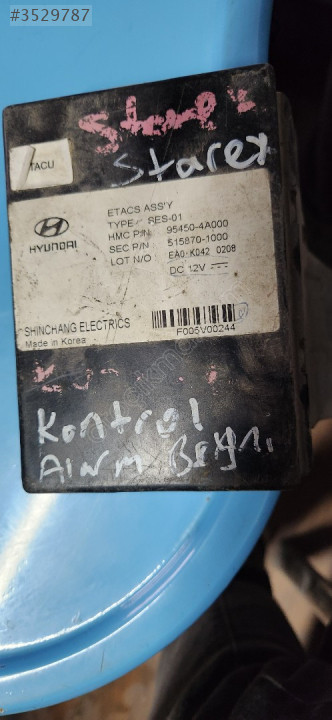 #3529787
Starex
Starex
TACU
HYUNDAI
ETACS ASS'Y
TYPE RES-01
HMC P/N 95450-4A000
SEC P/N 515870-1000
LOT N/O EA0-K042 0208
DC 12V
SHINCHANG ELECTRICS
Made in Korea
F005V00244
Kontrol
Alarm Beyni